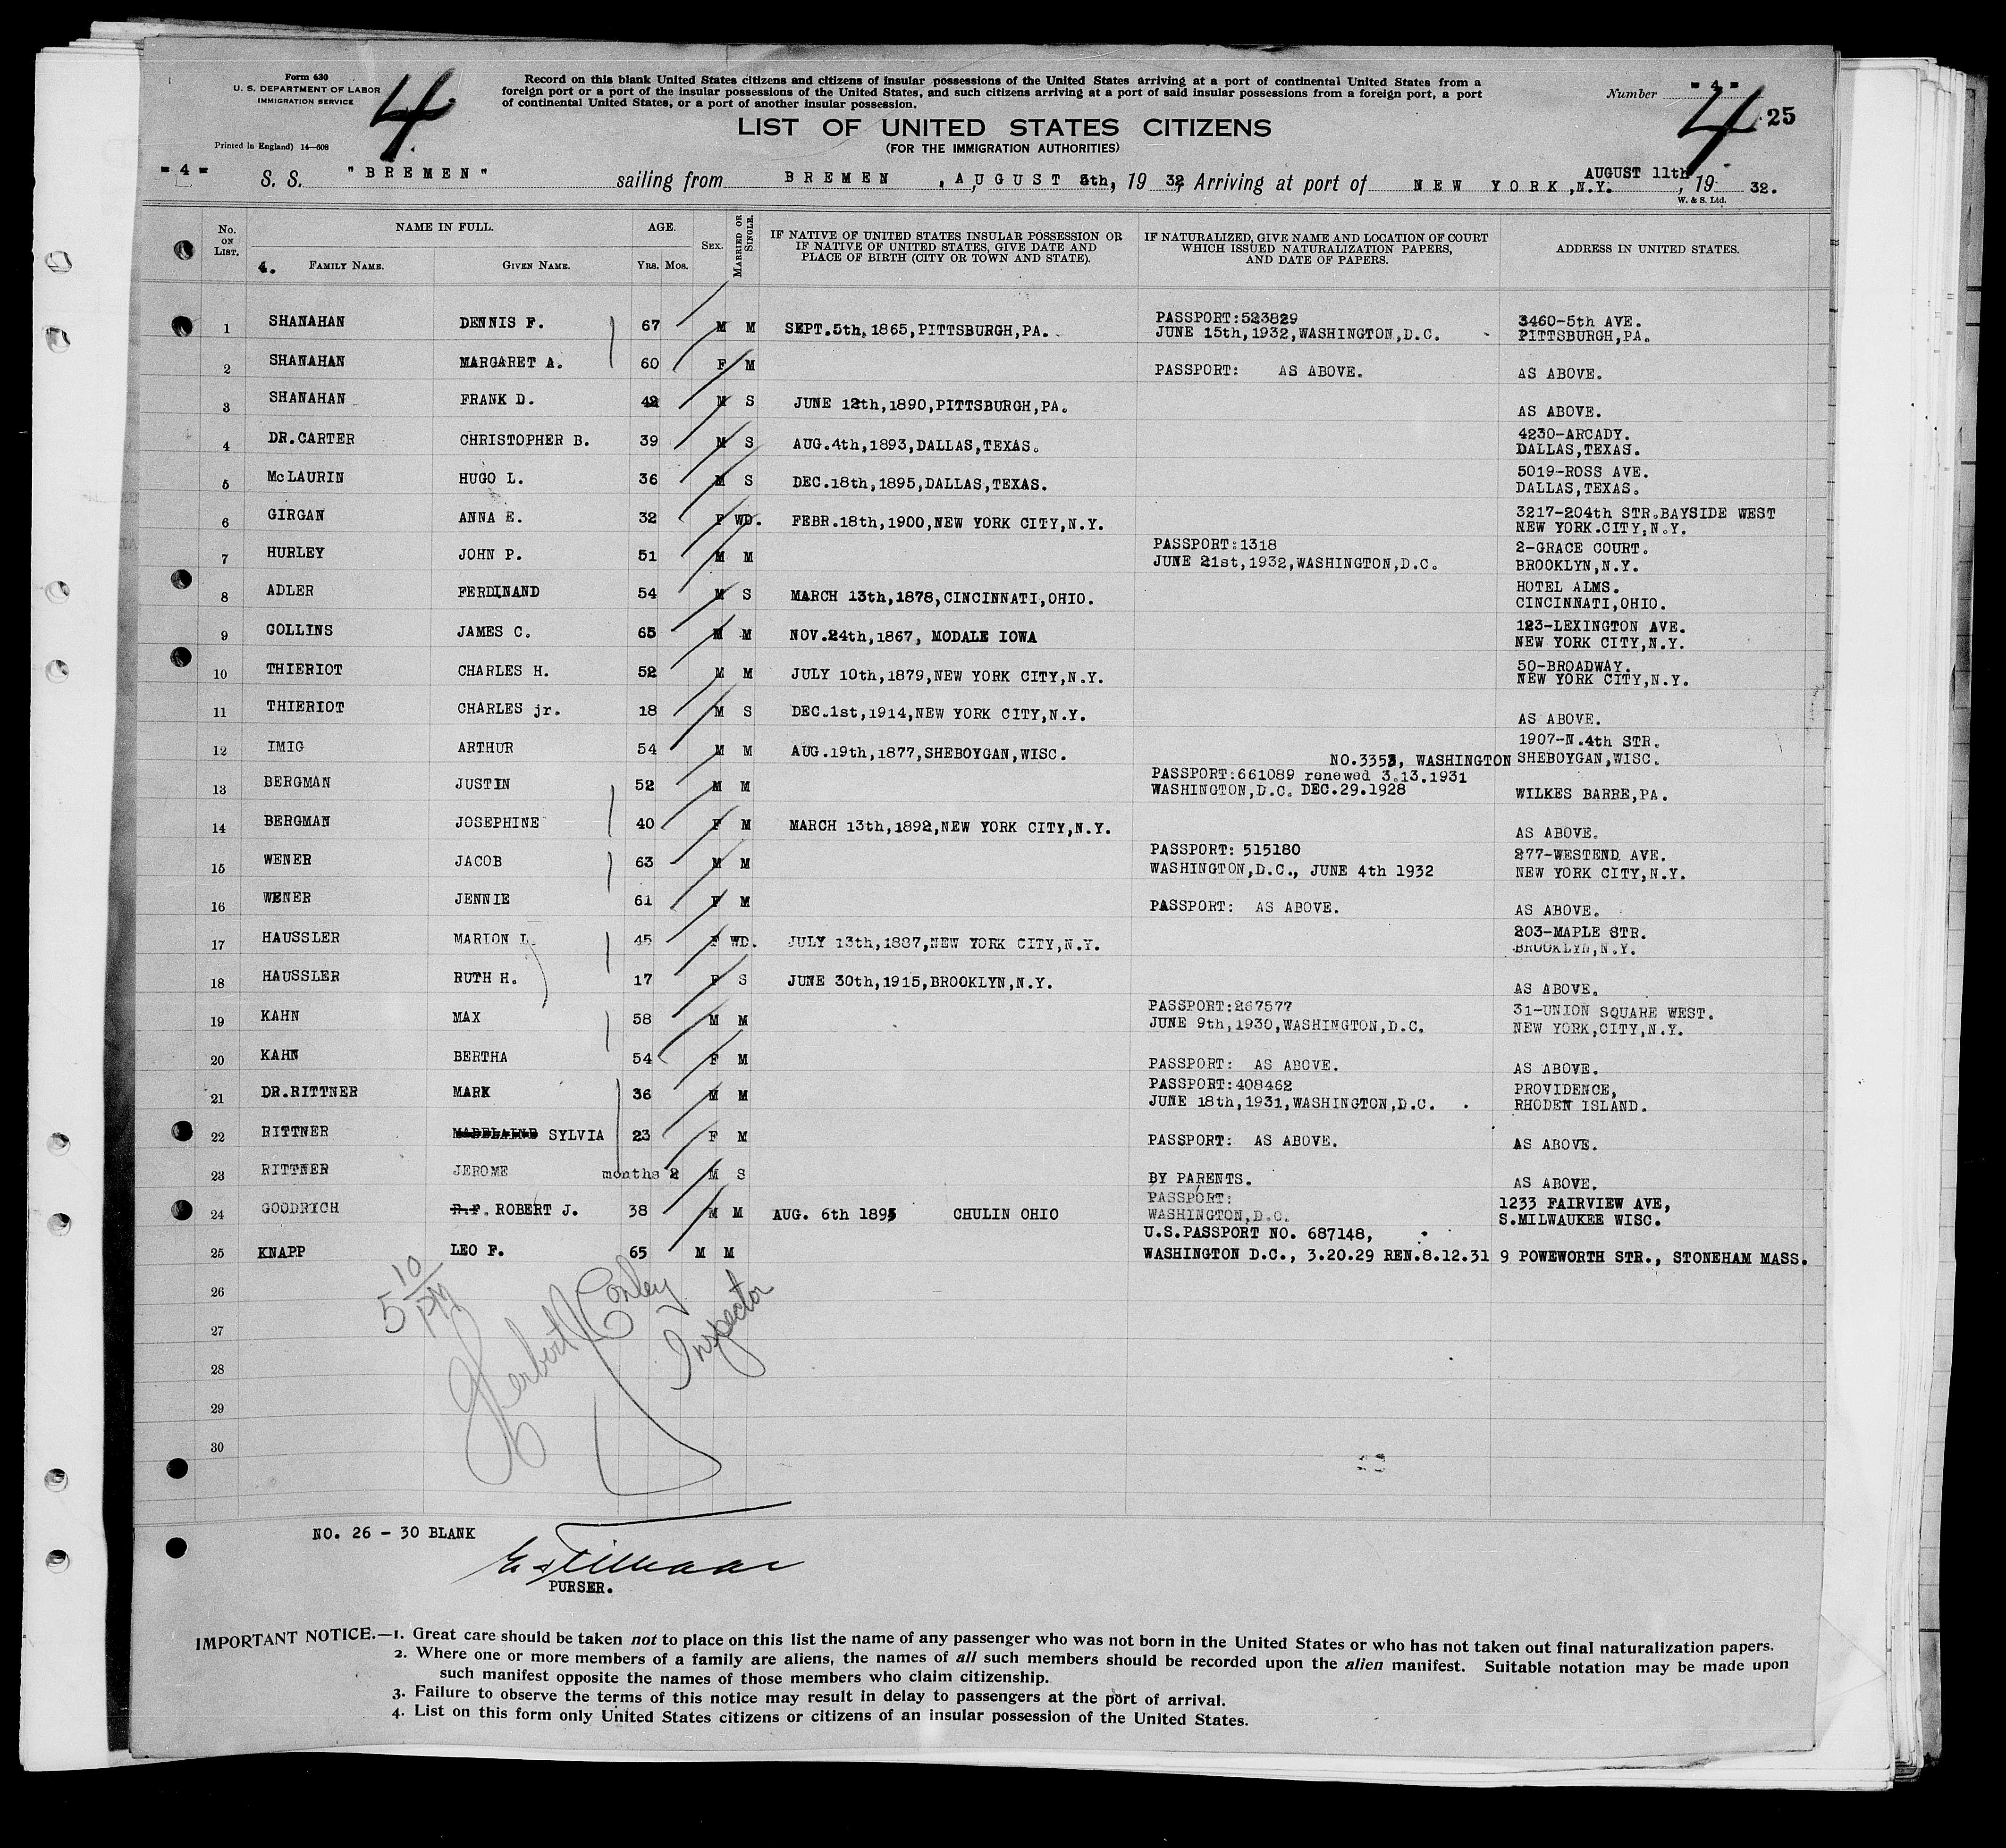 Form 630
U. S. DEPARTMENT OF LABOR
IMMIGRATION SERVICE
Printed in England) 14—608
4
Record on this blank United States citizens and citizens of insular possessions of the United States arriving at a port of continental United States from a
foreign port or a port of the insular possessions of the United States, and such citizens arriving at a port of said insular possessions from a foreign port, a port
of continental United States, or a port of another insular possession.
Number - 4 -
4 25
LIST OF UNITED STATES CITIZENS
(FOR THE IMMIGRATION AUTHORITIES)
- 4 - S. S. "BREMEN" sailing from BREMEN, AUGUST 5th, 1932, Arriving at port of NEW YORK, N.Y. AUGUST 11th, 19 32.
W. & S. Ltd.
No. ON LIST. NAME IN FULL. AGE. SEX. MARRIED OR SINGLE. IF NATIVE OF UNITED STATES INSULAR POSSESSION OR IF NATIVE OF UNITED STATES, GIVE DATE AND PLACE OF BIRTH (CITY OR TOWN AND STATE). IF NATURALIZED, GIVE NAME AND LOCATION OF COURT WHICH ISSUED NATURALIZATION PAPERS, AND DATE OF PAPERS. ADDRESS IN UNITED STATES.
4. FAMILY NAME. GIVEN NAME. YRS. MOS.
1 SHANAHAN DENNIS F. 67 M M SEPT.5th,1865,PITTSBURGH,PA. PASSPORT:523829 3460-5th AVE.
JUNE 15th,1932,WASHINGTON,D.C. PITTSBURGH,PA.
2 SHANAHAN MARGARET A. 60 F M PASSPORT: AS ABOVE. AS ABOVE.
3 SHANAHAN FRANK D. 42 M S JUNE 12th,1890,PITTSBURGH,PA. AS ABOVE.
4 DR.CARTER CHRISTOPHER B. 39 M S AUG.4th,1893,DALLAS,TEXAS. 4230-ARCADY.
DALLAS,TEXAS.
5 McLAURIN HUGO L. 36 M S DEC.18th,1895,DALLAS,TEXAS. 5019-ROSS AVE.
DALLAS,TEXAS.
6 GIRGAN ANNA E. 32 F WD. FEBR.18th,1900,NEW YORK CITY,N.Y. 3217-204th STR.BAYSIDE WEST
NEW YORK.CITY,N.Y.
7 HURLEY JOHN P. 51 M M PASSPORT:1318 2-GRACE COURT.
JUNE 21st,1932,WASHINGTON,D.C. BROOKLYN,N.Y.
8 ADLER FERDINAND 54 M S MARCH 13th,1878,CINCINNATI,OHIO. HOTEL ALMS.
CINCINNATI,OHIO.
9 COLLINS JAMES C. 65 M M NOV.24th,1867, MODALE IOWA 123-LEXINGTON AVE.
NEW YORK CITY,N.Y.
10 THIERIOT CHARLES H. 52 M M JULY 10th,1879,NEW YORK CITY,N.Y. 50-BROADWAY.
NEW YORK CITY,N.Y.
11 THIERIOT CHARLES jr. 18 M S DEC.1st,1914,NEW YORK CITY,N.Y. AS ABOVE.
12 IMIG ARTHUR 54 M M AUG.19th,1877,SHEBOYGAN,WISC. 1907-N.4th STR.
NO.3353, WASHINGTON SHEBOYGAN,WISC.
13 BERGMAN JUSTIN 52 M M PASSPORT:661089 renewed 3.13.1931
WASHINGTON,D.C. DEC.29.1928 WILKES BARRE,PA.
14 BERGMAN JOSEPHINE 40 F M MARCH 13th,1892,NEW YORK CITY,N.Y. AS ABOVE.
15 WENER JACOB 63 M M PASSPORT: 515180 277-WESTEND AVE.
WASHINGTON,D.C., JUNE 4th 1932 NEW YORK CITY,N.Y.
16 WENER JENNIE 61 F M PASSPORT: AS ABOVE. AS ABOVE.
17 HAUSSLER MARION L. 45 F WD. JULY 13th,1887,NEW YORK CITY,N.Y. 203-MAPLE STR.
BROOKLYN,N.Y.
18 HAUSSLER RUTH H. 17 F S JUNE 30th,1915,BROOKLYN,N.Y. AS ABOVE.
19 KAHN MAX 58 M M PASSPORT:267577 31-UNION SQUARE WEST.
JUNE 9th,1930,WASHINGTON,D.C. NEW YORK,CITY,N.Y.
20 KAHN BERTHA 54 F M PASSPORT: AS ABOVE. AS ABOVE.
21 DR.RITTNER MARK 36 M M PASSPORT:408462 PROVIDENCE,
JUNE 18th,1931,WASHINGTON,D.C. RHODEN ISLAND.
22 RITTNER MADELAINE SYLVIA 23 F M PASSPORT: AS ABOVE. AS ABOVE.
23 RITTNER JEROME months 2 M S BY PARENTS. AS ABOVE.
24 GOODRICH R.F. ROBERT J. 38 M M AUG. 6th 1895 CHULIN OHIO PASSPORT: 1233 FAIRVIEW AVE,
WASHINGTON,D.C. S.MILWAUKEE WISC.
25 KNAPP LEO F. 65 M M U.S.PASSPORT NO. 687148,
WASHINGTON D.C., 3.20.29 REN.8.12.31 9 POWEWORTH STR., STONEHAM MASS.
26
27
28
29
30
5 10/PM
Herbert J Conley
Inspector
NO. 26 - 30 BLANK
PURSER.
IMPORTANT NOTICE.—1. Great care should be taken not to place on this list the name of any passenger who was not born in the United States or who has not taken out final naturalization papers.
2. Where one or more members of a family are aliens, the names of all such members should be recorded upon the alien manifest. Suitable notation may be made upon
such manifest opposite the names of those members who claim citizenship.
3. Failure to observe the terms of this notice may result in delay to passengers at the port of arrival.
4. List on this form only United States citizens or citizens of an insular possession of the United States.